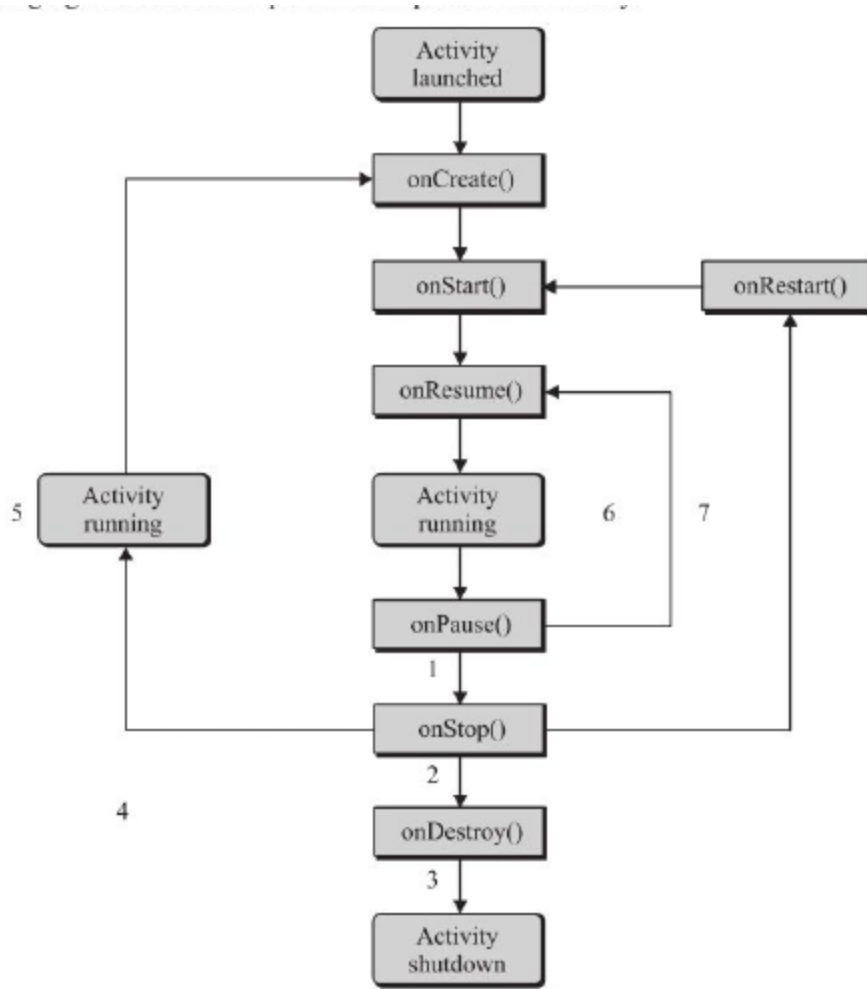 Activity
launched
onCreate()
onStart()
onRestart()
onResume()
5
Activity
running
Activity
running
6
7
onPause()
1
onStop()
2
4
onDestroy()
3
Activity
shutdown